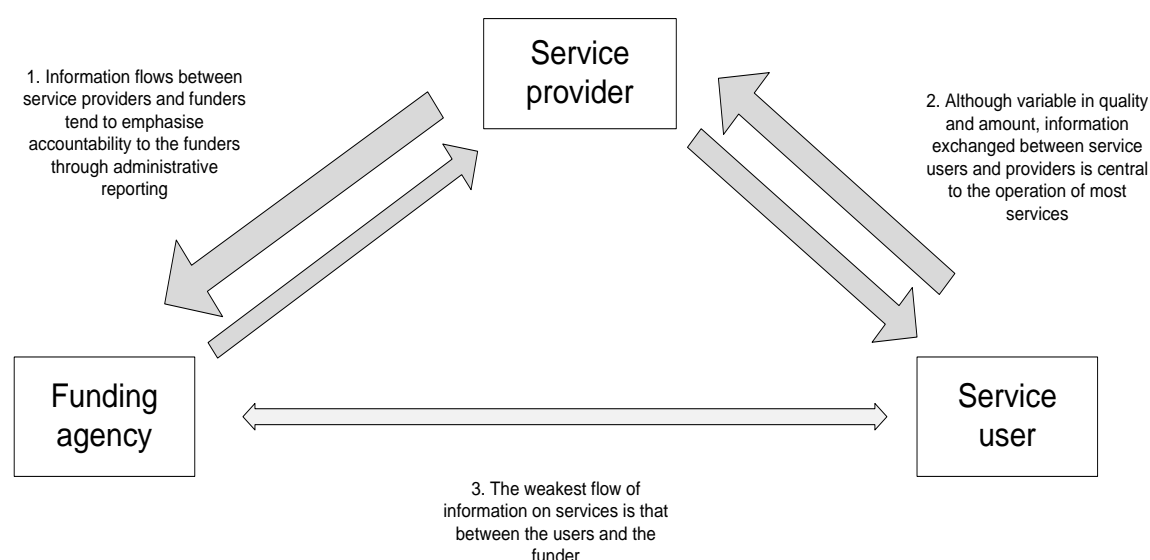 Service
provider
1. Information flows between
service providers and funders
tend to emphasise
accountability to the funders
through administrative
reporting
2. Although variable in quality
and amount, information
exchanged between service
users and providers is central
to the operation of most
services
Funding
agency
Service
user
3. The weakest flow of
information on services is that
between the users and the
funder